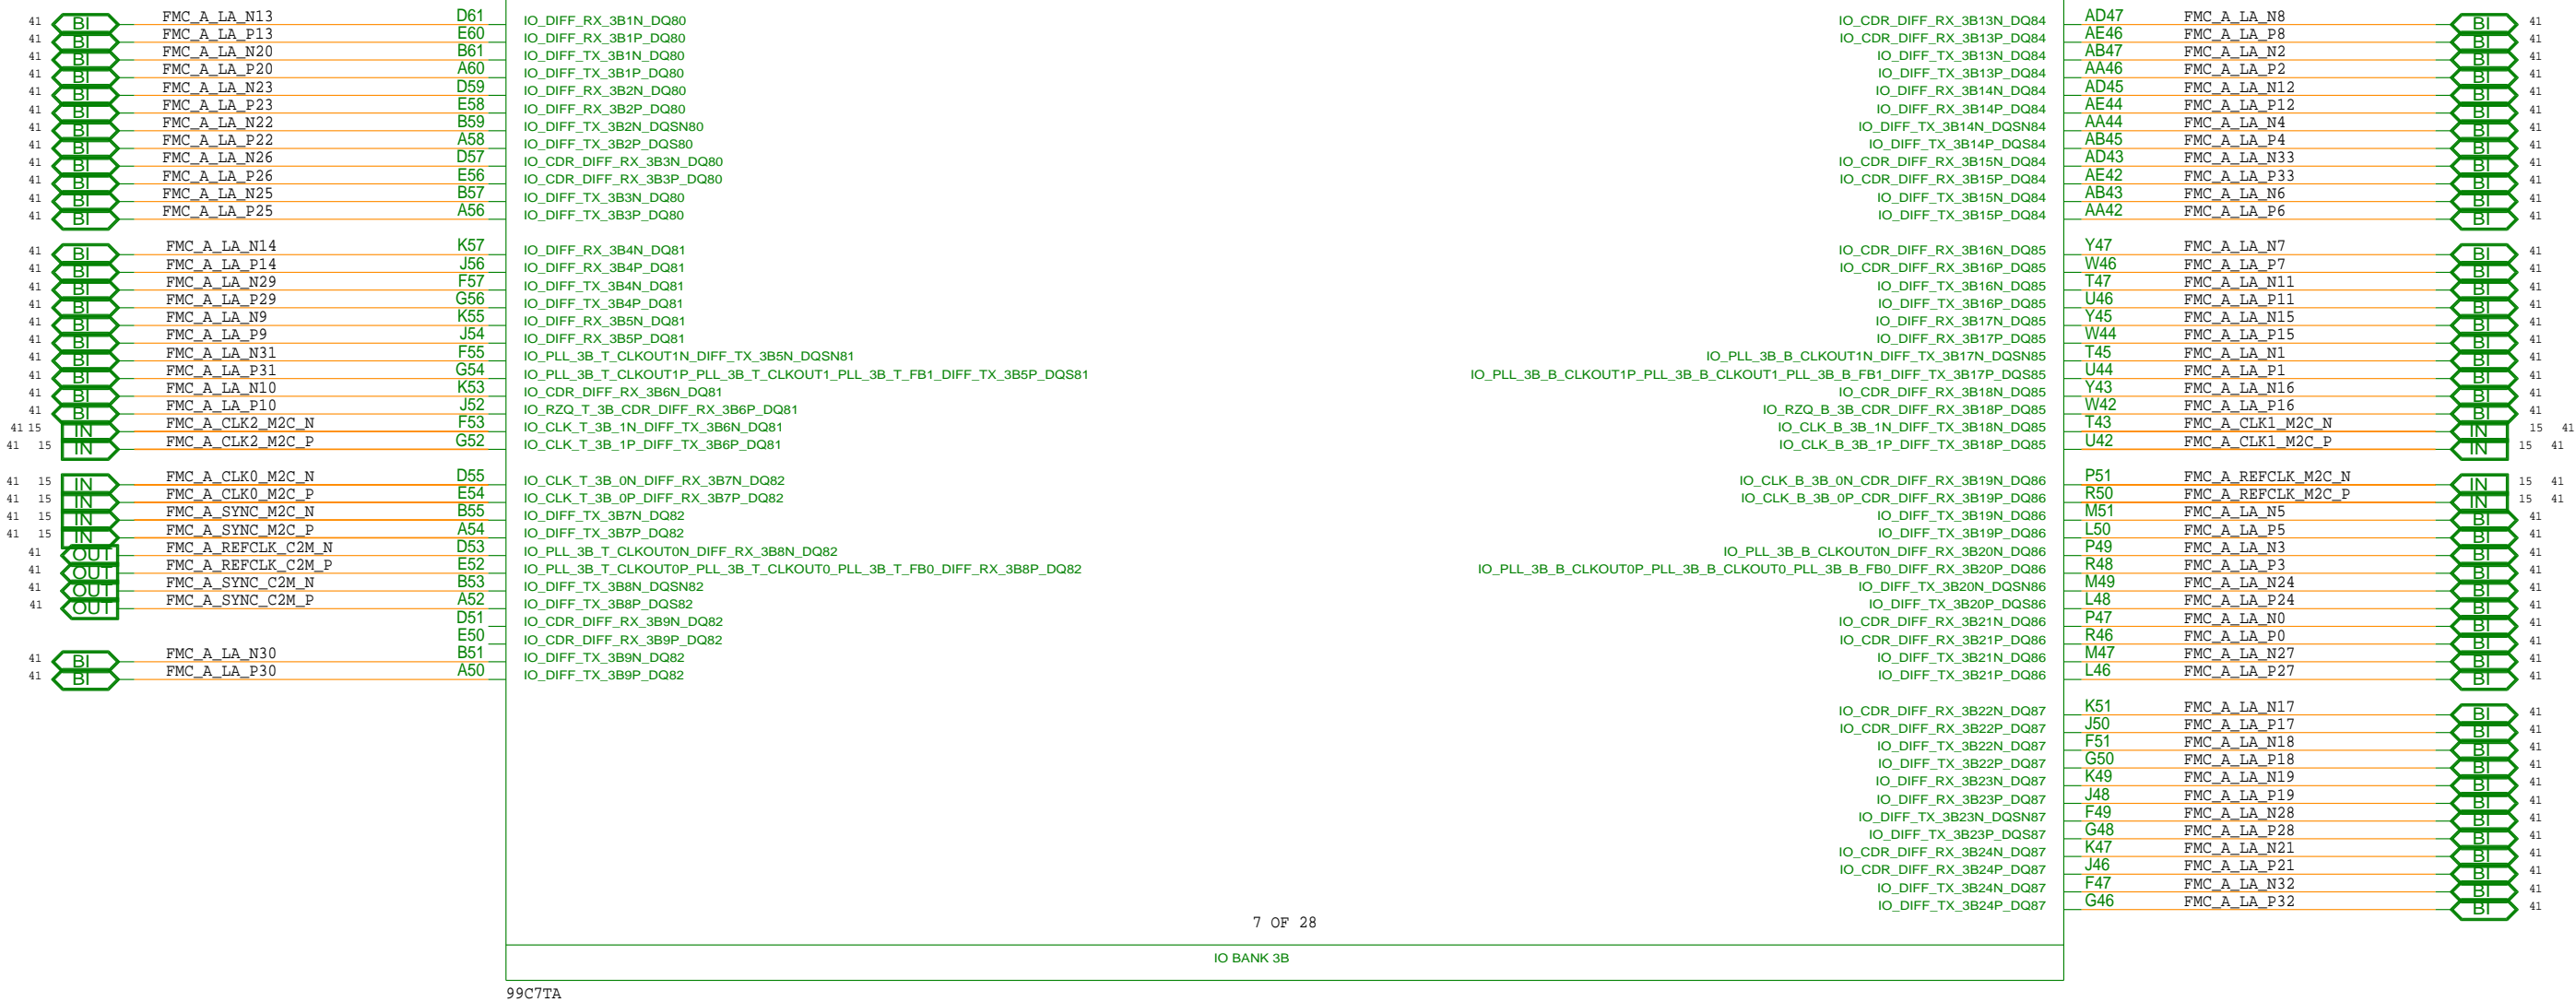 41 BI FMC_A_LA_N13 D61 IO_DIFF_RX_3B1N_DQ80
41 BI FMC_A_LA_P13 E60 IO_DIFF_RX_3B1P_DQ80
41 BI FMC_A_LA_N20 B61 IO_DIFF_TX_3B1N_DQ80
41 BI FMC_A_LA_P20 A60 IO_DIFF_TX_3B1P_DQ80
41 BI FMC_A_LA_N23 D59 IO_DIFF_RX_3B2N_DQ80
41 BI FMC_A_LA_P23 E58 IO_DIFF_RX_3B2P_DQ80
41 BI FMC_A_LA_N22 B59 IO_DIFF_TX_3B2N_DQSN80
41 BI FMC_A_LA_P22 A58 IO_DIFF_TX_3B2P_DQS80
41 BI FMC_A_LA_N26 D57 IO_CDR_DIFF_RX_3B3N_DQ80
41 BI FMC_A_LA_P26 E56 IO_CDR_DIFF_RX_3B3P_DQ80
41 BI FMC_A_LA_N25 B57 IO_DIFF_TX_3B3N_DQ80
41 BI FMC_A_LA_P25 A56 IO_DIFF_TX_3B3P_DQ80
41 BI FMC_A_LA_N14 K57 IO_DIFF_RX_3B4N_DQ81
41 BI FMC_A_LA_P14 J56 IO_DIFF_RX_3B4P_DQ81
41 BI FMC_A_LA_N29 F57 IO_DIFF_TX_3B4N_DQ81
41 BI FMC_A_LA_P29 G56 IO_DIFF_TX_3B4P_DQ81
41 BI FMC_A_LA_N9 K55 IO_DIFF_RX_3B5N_DQ81
41 BI FMC_A_LA_P9 J54 IO_DIFF_RX_3B5P_DQ81
41 BI FMC_A_LA_N31 F55 IO_PLL_3B_T_CLKOUT1N_DIFF_TX_3B5N_DQSN81
41 BI FMC_A_LA_P31 G54 IO_PLL_3B_T_CLKOUT1P_PLL_3B_T_CLKOUT1_PLL_3B_T_FB1_DIFF_TX_3B5P_DQS81
41 BI FMC_A_LA_N10 K53 IO_CDR_DIFF_RX_3B6N_DQ81
41 BI FMC_A_LA_P10 J52 IO_RZQ_T_3B_CDR_DIFF_RX_3B6P_DQ81
41 15 IN FMC_A_CLK2_M2C_N F53 IO_CLK_T_3B_1N_DIFF_TX_3B6N_DQ81
41 15 IN FMC_A_CLK2_M2C_P G52 IO_CLK_T_3B_1P_DIFF_TX_3B6P_DQ81
41 15 IN FMC_A_CLK0_M2C_N D55 IO_CLK_T_3B_0N_DIFF_RX_3B7N_DQ82
41 15 IN FMC_A_CLK0_M2C_P E54 IO_CLK_T_3B_0P_DIFF_RX_3B7P_DQ82
41 15 IN FMC_A_SYNC_M2C_N B55 IO_DIFF_TX_3B7N_DQ82
41 15 IN FMC_A_SYNC_M2C_P A54 IO_DIFF_TX_3B7P_DQ82
41 OUT FMC_A_REFCLK_C2M_N D53 IO_PLL_3B_T_CLKOUT0N_DIFF_RX_3B8N_DQ82
41 OUT FMC_A_REFCLK_C2M_P E52 IO_PLL_3B_T_CLKOUT0P_PLL_3B_T_CLKOUT0_PLL_3B_T_FB0_DIFF_RX_3B8P_DQ82
41 OUT FMC_A_SYNC_C2M_N B53 IO_DIFF_TX_3B8N_DQSN82
41 OUT FMC_A_SYNC_C2M_P A52 IO_DIFF_TX_3B8P_DQS82
D51 IO_CDR_DIFF_RX_3B9N_DQ82
E50 IO_CDR_DIFF_RX_3B9P_DQ82
41 BI FMC_A_LA_N30 B51 IO_DIFF_TX_3B9N_DQ82
41 BI FMC_A_LA_P30 A50 IO_DIFF_TX_3B9P_DQ82
IO_CDR_DIFF_RX_3B13N_DQ84 AD47 FMC_A_LA_N8 BI 41
IO_CDR_DIFF_RX_3B13P_DQ84 AE46 FMC_A_LA_P8 BI 41
IO_DIFF_TX_3B13N_DQ84 AB47 FMC_A_LA_N2 BI 41
IO_DIFF_TX_3B13P_DQ84 AA46 FMC_A_LA_P2 BI 41
IO_DIFF_RX_3B14N_DQ84 AD45 FMC_A_LA_N12 BI 41
IO_DIFF_RX_3B14P_DQ84 AE44 FMC_A_LA_P12 BI 41
IO_DIFF_TX_3B14N_DQSN84 AA44 FMC_A_LA_N4 BI 41
IO_DIFF_TX_3B14P_DQS84 AB45 FMC_A_LA_P4 BI 41
IO_CDR_DIFF_RX_3B15N_DQ84 AD43 FMC_A_LA_N33 BI 41
IO_CDR_DIFF_RX_3B15P_DQ84 AE42 FMC_A_LA_P33 BI 41
IO_DIFF_TX_3B15N_DQ84 AB43 FMC_A_LA_N6 BI 41
IO_DIFF_TX_3B15P_DQ84 AA42 FMC_A_LA_P6 BI 41
IO_CDR_DIFF_RX_3B16N_DQ85 Y47 FMC_A_LA_N7 BI 41
IO_CDR_DIFF_RX_3B16P_DQ85 W46 FMC_A_LA_P7 BI 41
IO_DIFF_TX_3B16N_DQ85 T47 FMC_A_LA_N11 BI 41
IO_DIFF_TX_3B16P_DQ85 U46 FMC_A_LA_P11 BI 41
IO_DIFF_RX_3B17N_DQ85 Y45 FMC_A_LA_N15 BI 41
IO_DIFF_RX_3B17P_DQ85 W44 FMC_A_LA_P15 BI 41
IO_PLL_3B_B_CLKOUT1N_DIFF_TX_3B17N_DQSN85 T45 FMC_A_LA_N1 BI 41
IO_PLL_3B_B_CLKOUT1P_PLL_3B_B_CLKOUT1_PLL_3B_B_FB1_DIFF_TX_3B17P_DQS85 U44 FMC_A_LA_P1 BI 41
IO_CDR_DIFF_RX_3B18N_DQ85 Y43 FMC_A_LA_N16 BI 41
IO_RZQ_B_3B_CDR_DIFF_RX_3B18P_DQ85 W42 FMC_A_LA_P16 BI 41
IO_CLK_B_3B_1N_DIFF_TX_3B18N_DQ85 T43 FMC_A_CLK1_M2C_N IN 15 41
IO_CLK_B_3B_1P_DIFF_TX_3B18P_DQ85 U42 FMC_A_CLK1_M2C_P IN 15 41
IO_CLK_B_3B_0N_CDR_DIFF_RX_3B19N_DQ86 P51 FMC_A_REFCLK_M2C_N IN 15 41
IO_CLK_B_3B_0P_CDR_DIFF_RX_3B19P_DQ86 R50 FMC_A_REFCLK_M2C_P IN 15 41
IO_DIFF_TX_3B19N_DQ86 M51 FMC_A_LA_N5 BI 41
IO_DIFF_TX_3B19P_DQ86 L50 FMC_A_LA_P5 BI 41
IO_PLL_3B_B_CLKOUT0N_DIFF_RX_3B20N_DQ86 P49 FMC_A_LA_N3 BI 41
IO_PLL_3B_B_CLKOUT0P_PLL_3B_B_CLKOUT0_PLL_3B_B_FB0_DIFF_RX_3B20P_DQ86 R48 FMC_A_LA_P3 BI 41
IO_DIFF_TX_3B20N_DQSN86 M49 FMC_A_LA_N24 BI 41
IO_DIFF_TX_3B20P_DQS86 L48 FMC_A_LA_P24 BI 41
IO_CDR_DIFF_RX_3B21N_DQ86 P47 FMC_A_LA_N0 BI 41
IO_CDR_DIFF_RX_3B21P_DQ86 R46 FMC_A_LA_P0 BI 41
IO_DIFF_TX_3B21N_DQ86 M47 FMC_A_LA_N27 BI 41
IO_DIFF_TX_3B21P_DQ86 L46 FMC_A_LA_P27 BI 41
IO_CDR_DIFF_RX_3B22N_DQ87 K51 FMC_A_LA_N17 BI 41
IO_CDR_DIFF_RX_3B22P_DQ87 J50 FMC_A_LA_P17 BI 41
IO_DIFF_TX_3B22N_DQ87 F51 FMC_A_LA_N18 BI 41
IO_DIFF_TX_3B22P_DQ87 G50 FMC_A_LA_P18 BI 41
IO_DIFF_RX_3B23N_DQ87 K49 FMC_A_LA_N19 BI 41
IO_DIFF_RX_3B23P_DQ87 J48 FMC_A_LA_P19 BI 41
IO_DIFF_TX_3B23N_DQSN87 F49 FMC_A_LA_N28 BI 41
IO_DIFF_TX_3B23P_DQS87 G48 FMC_A_LA_P28 BI 41
IO_CDR_DIFF_RX_3B24N_DQ87 K47 FMC_A_LA_N21 BI 41
IO_CDR_DIFF_RX_3B24P_DQ87 J46 FMC_A_LA_P21 BI 41
IO_DIFF_TX_3B24N_DQ87 F47 FMC_A_LA_N32 BI 41
IO_DIFF_TX_3B24P_DQ87 G46 FMC_A_LA_P32 BI 41
7 OF 28
IO BANK 3B
99C7TA